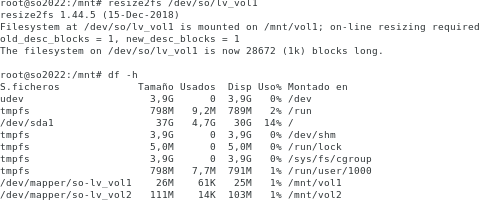 root@so2022:/mnt# resize2fs /dev/so/lv_vol1
resize2fs 1.44.5 (15-Dec-2018)
Filesystem at /dev/so/lv_vol1 is mounted on /mnt/vol1; on-line resizing required
old_desc_blocks = 1, new_desc_blocks = 1
The filesystem on /dev/so/lv_vol1 is now 28672 (1k) blocks long.
root@so2022:/mnt# df -h
S.ficheros Tamaño Usados Disp Uso% Montado en
udev 3,9G 0 3,9G 0% /dev
tmpfs 798M 9,2M 789M 2% /run
/dev/sda1 37G 4,7G 30G 14% /
tmpfs 3,9G 0 3,9G 0% /dev/shm
tmpfs 5,0M 0 5,0M 0% /run/lock
tmpfs 3,9G 0 3,9G 0% /sys/fs/cgroup
tmpfs 798M 7,7M 791M 1% /run/user/1000
/dev/mapper/so-lv_vol1 26M 61K 25M 1% /mnt/vol1
/dev/mapper/so-lv_vol2 111M 14K 103M 1% /mnt/vol2